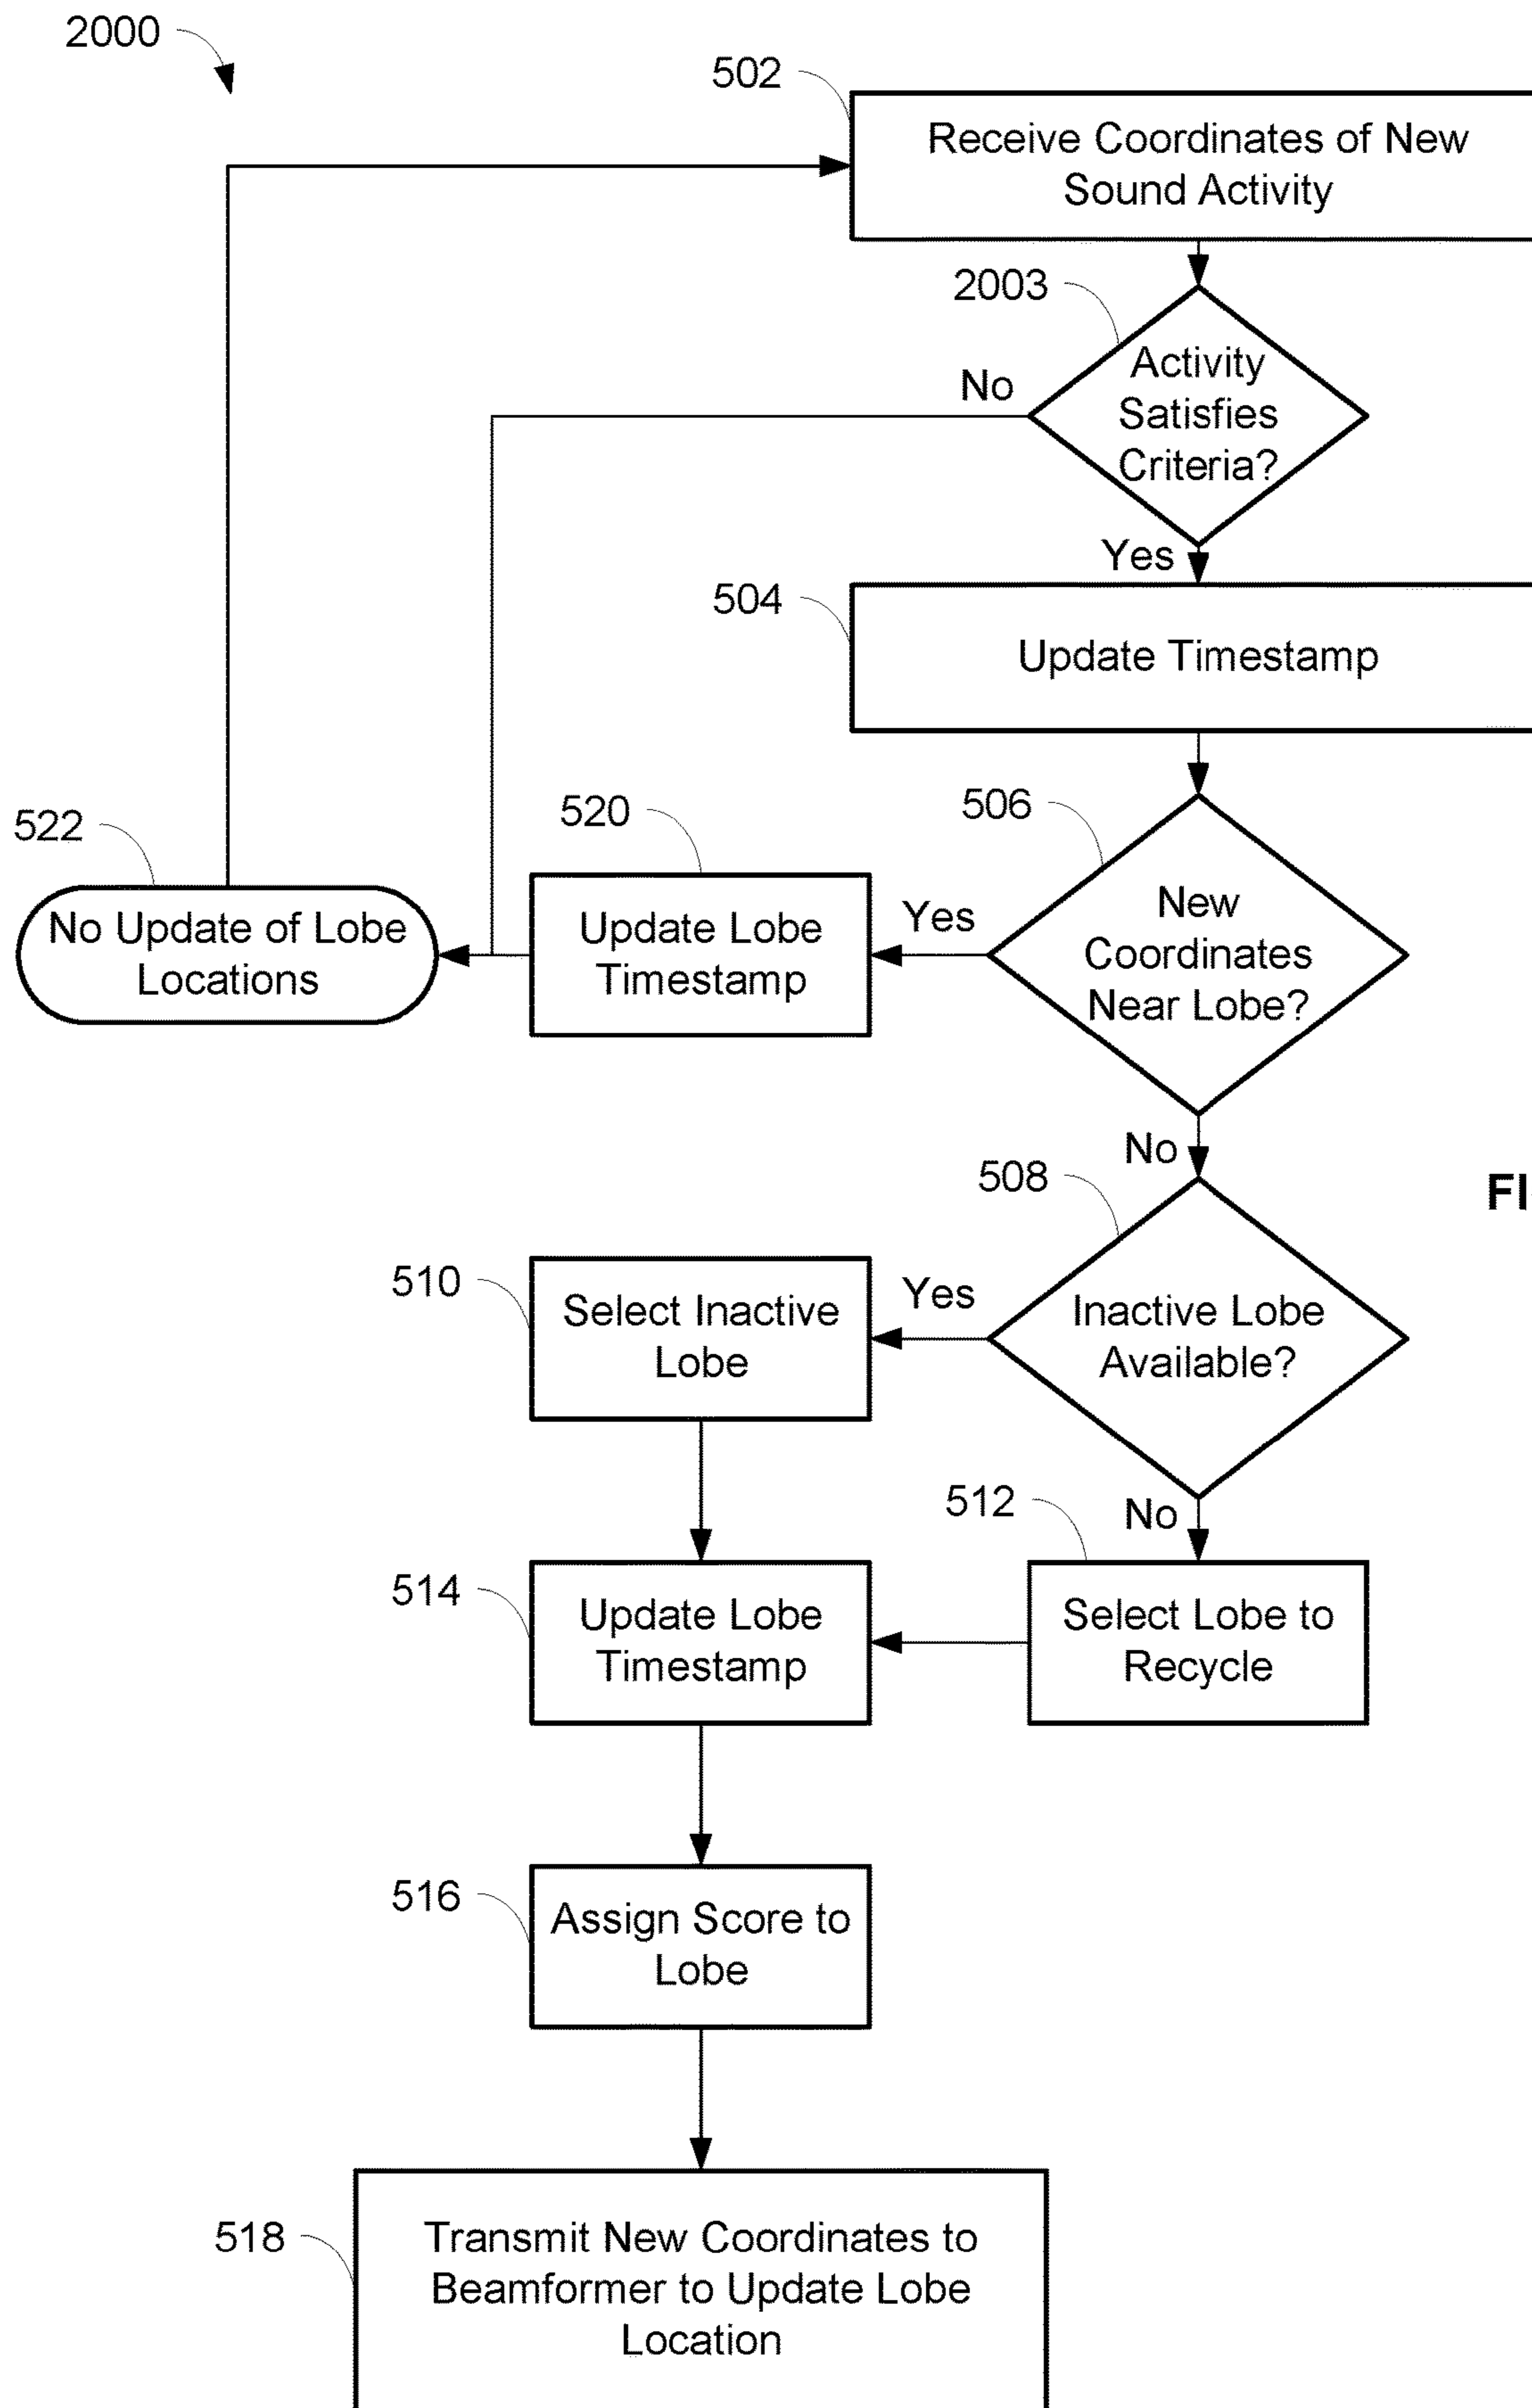 2000
502
Receive Coordinates of New
Sound Activity
2003
Activity
Satisfies
Criteria?
No
Yes
504
Update Timestamp
506
New
Coordinates
Near Lobe?
Yes
520
Update Lobe
Timestamp
522
No Update of Lobe
Locations
No
508
Inactive Lobe
Available?
FI
Yes
510
Select Inactive
Lobe
No
512
Select Lobe to
Recycle
514
Update Lobe
Timestamp
516
Assign Score to
Lobe
518
Transmit New Coordinates to
Beamformer to Update Lobe
Location